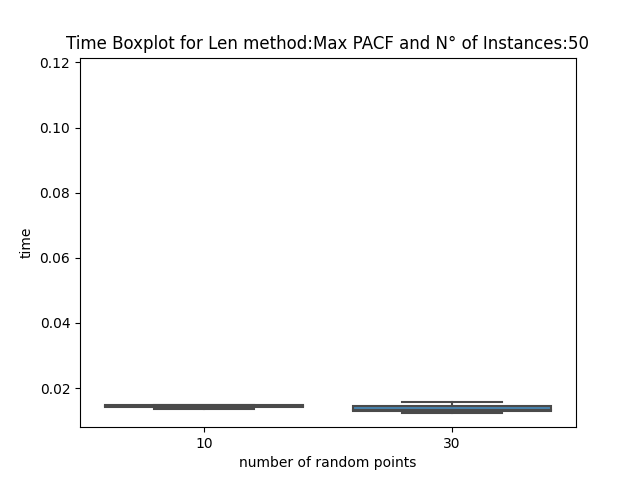 Time Boxplot for Len method:Max PACF and N° of Instances:50
0.12
0.10
0.08
0.06
0.04
0.02
time
10 30
number of random points